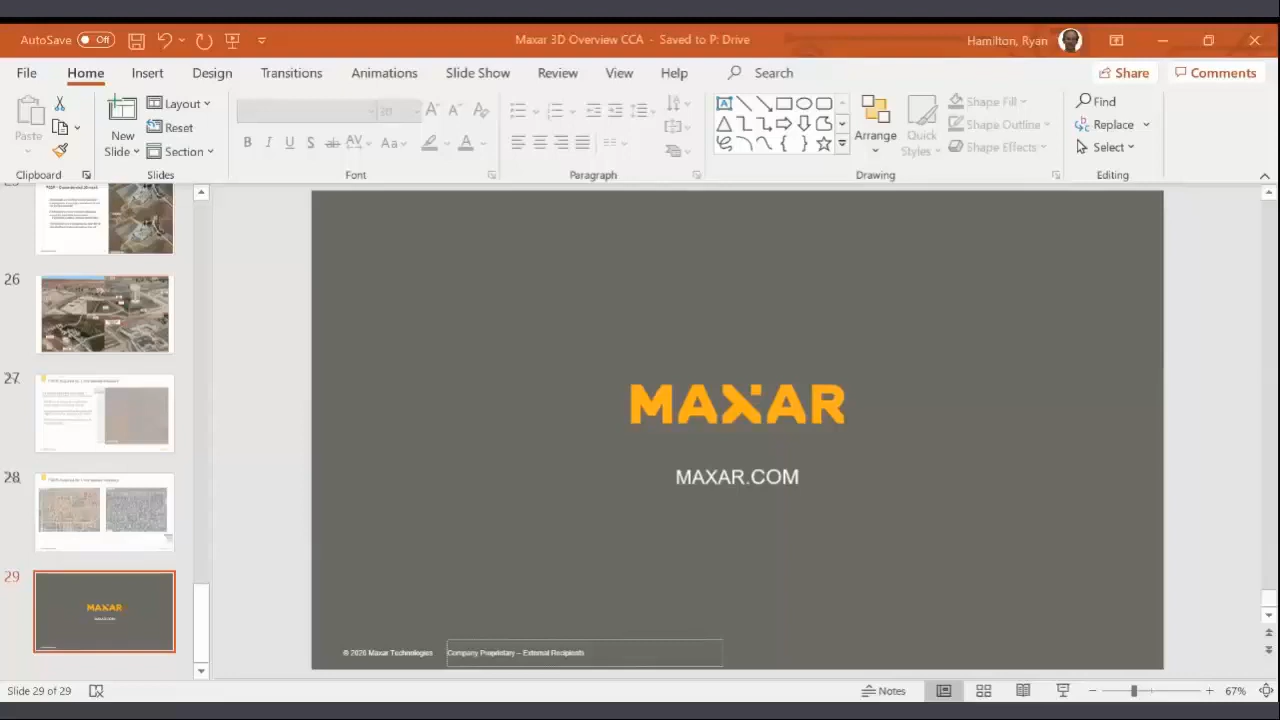 AutoSave Off Maxar 3D Overview CCA - Saved to P: Drive Hamilton, Ryan
File Home Insert Design Transitions Animations Slide Show Review View Help Search Share Comments
Paste New Slide Layout Reset Section
B I U S ab AV Aa A
Arrange Quick Styles Shape Fill Shape Outline Shape Effects
Find Replace Select
Clipboard Slides Font Paragraph Drawing Editing
26
27
28
29
MAXAR
MAXAR.COM
MAXAR
Company Proprietary – External Recipients
Slide 29 of 29 Notes 67%